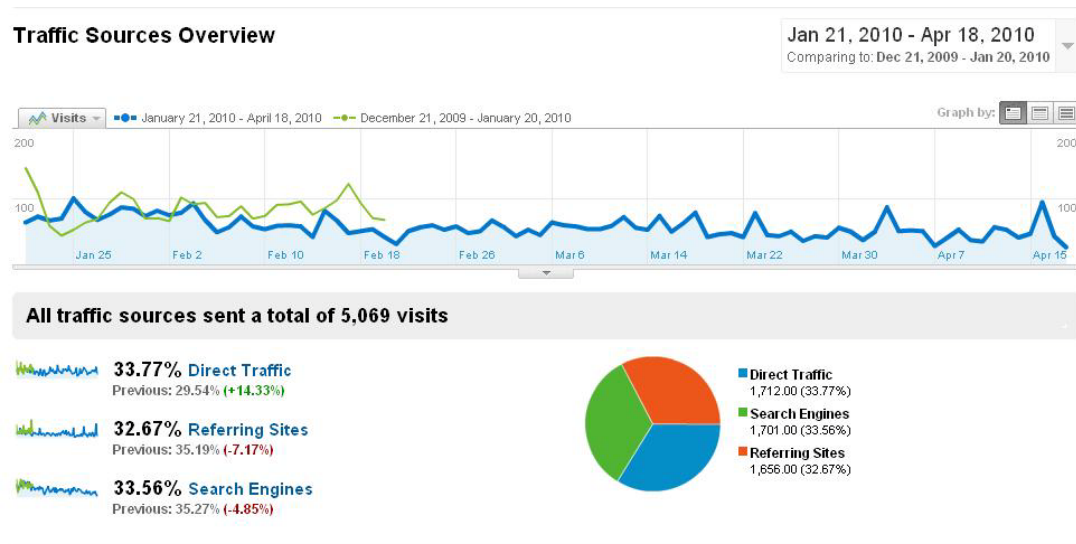 Traffic Sources Overview
Jan 21, 2010 - Apr 18, 2010
Comparing to: Dec 21, 2009 - Jan 20, 2010
Visits January 21, 2010 - April 18, 2010 December 21, 2009 - January 20, 2010
Graph by:
200 200
100 100
Jan 25 Feb 2 Feb 10 Feb 18 Feb 26 Mar 6 Mar 14 Mar 22 Mar 30 Apr 7 Apr 15
All traffic sources sent a total of 5,069 visits
33.77% Direct Traffic
Previous: 29.54% (+14.33%)
32.67% Referring Sites
Previous: 35.19% (-7.17%)
33.56% Search Engines
Previous: 35.27% (-4.85%)
Direct Traffic
1,712.00 (33.77%)
Search Engines
1,701.00 (33.56%)
Referring Sites
1,656.00 (32.67%)